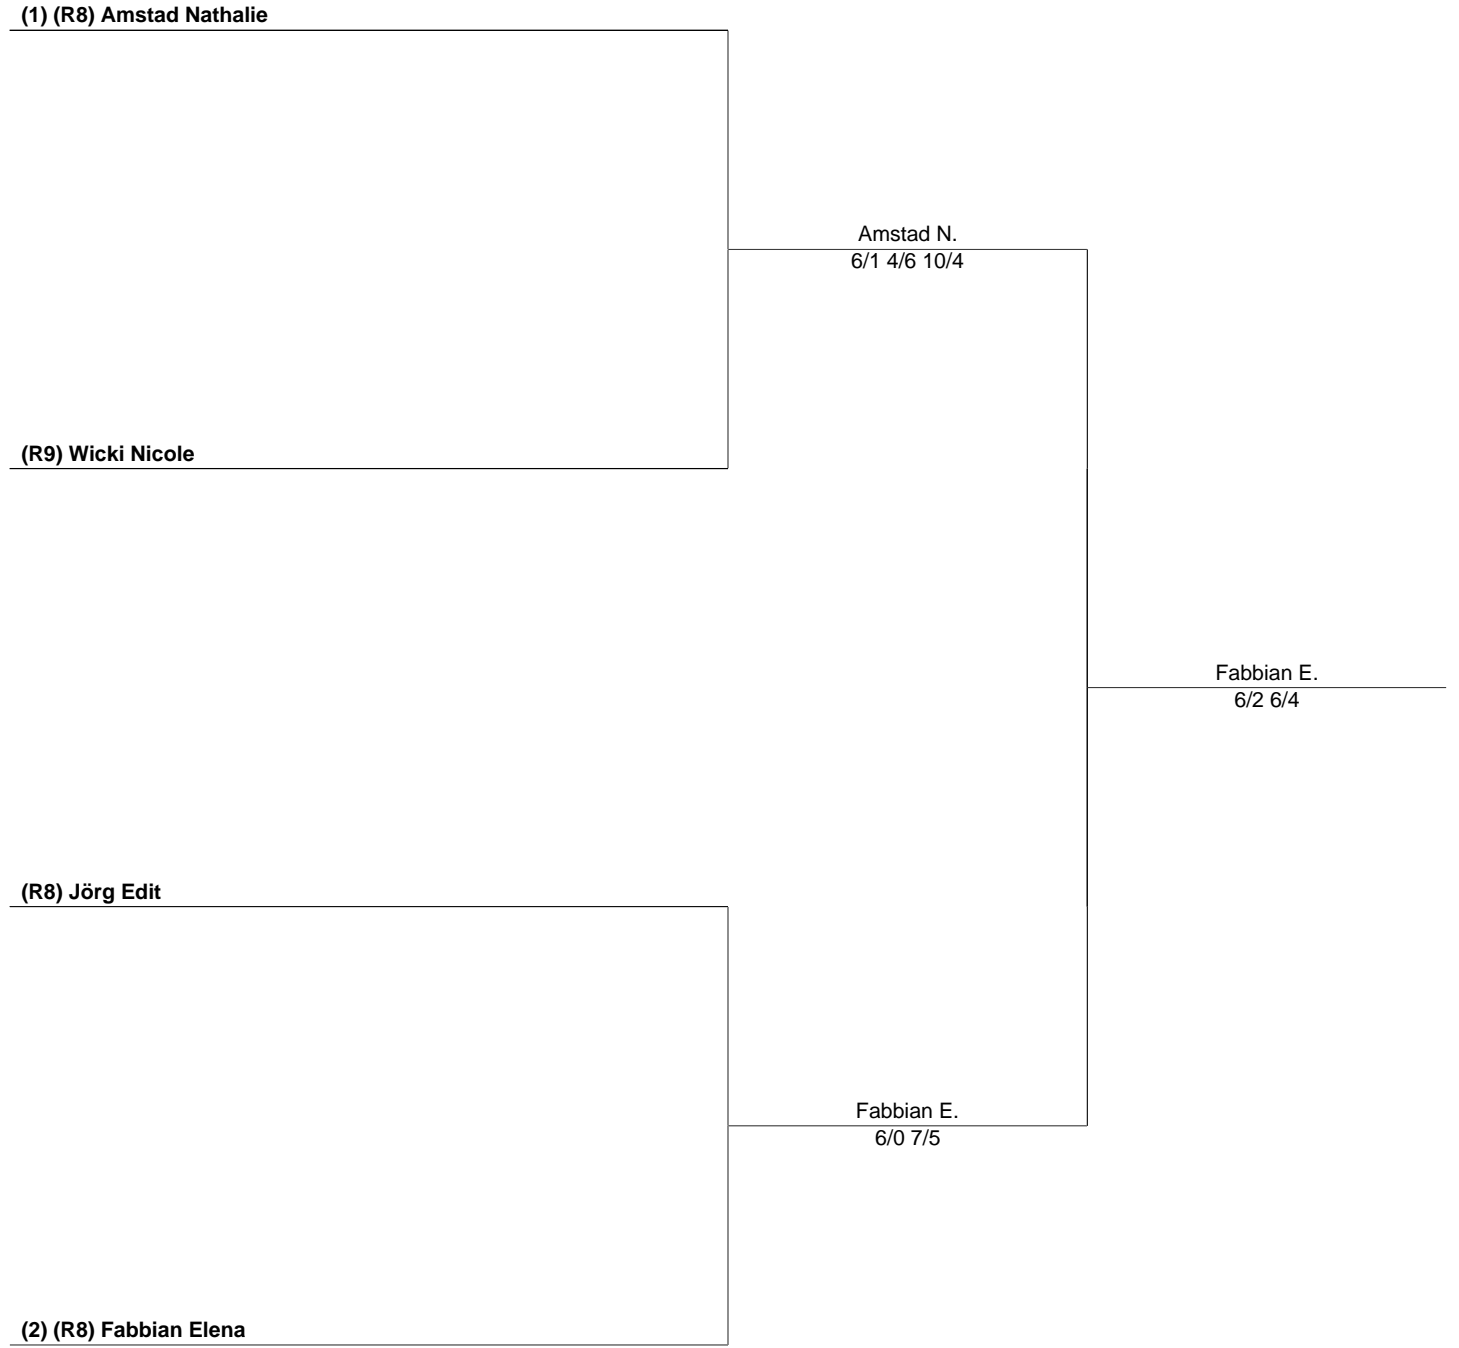 (1) (R8) Amstad Nathalie
Amstad N.
6/1 4/6 10/4
(R9) Wicki Nicole
Fabbian E.
6/2 6/4
(R8) Jörg Edit
Fabbian E.
6/0 7/5
(2) (R8) Fabbian Elena